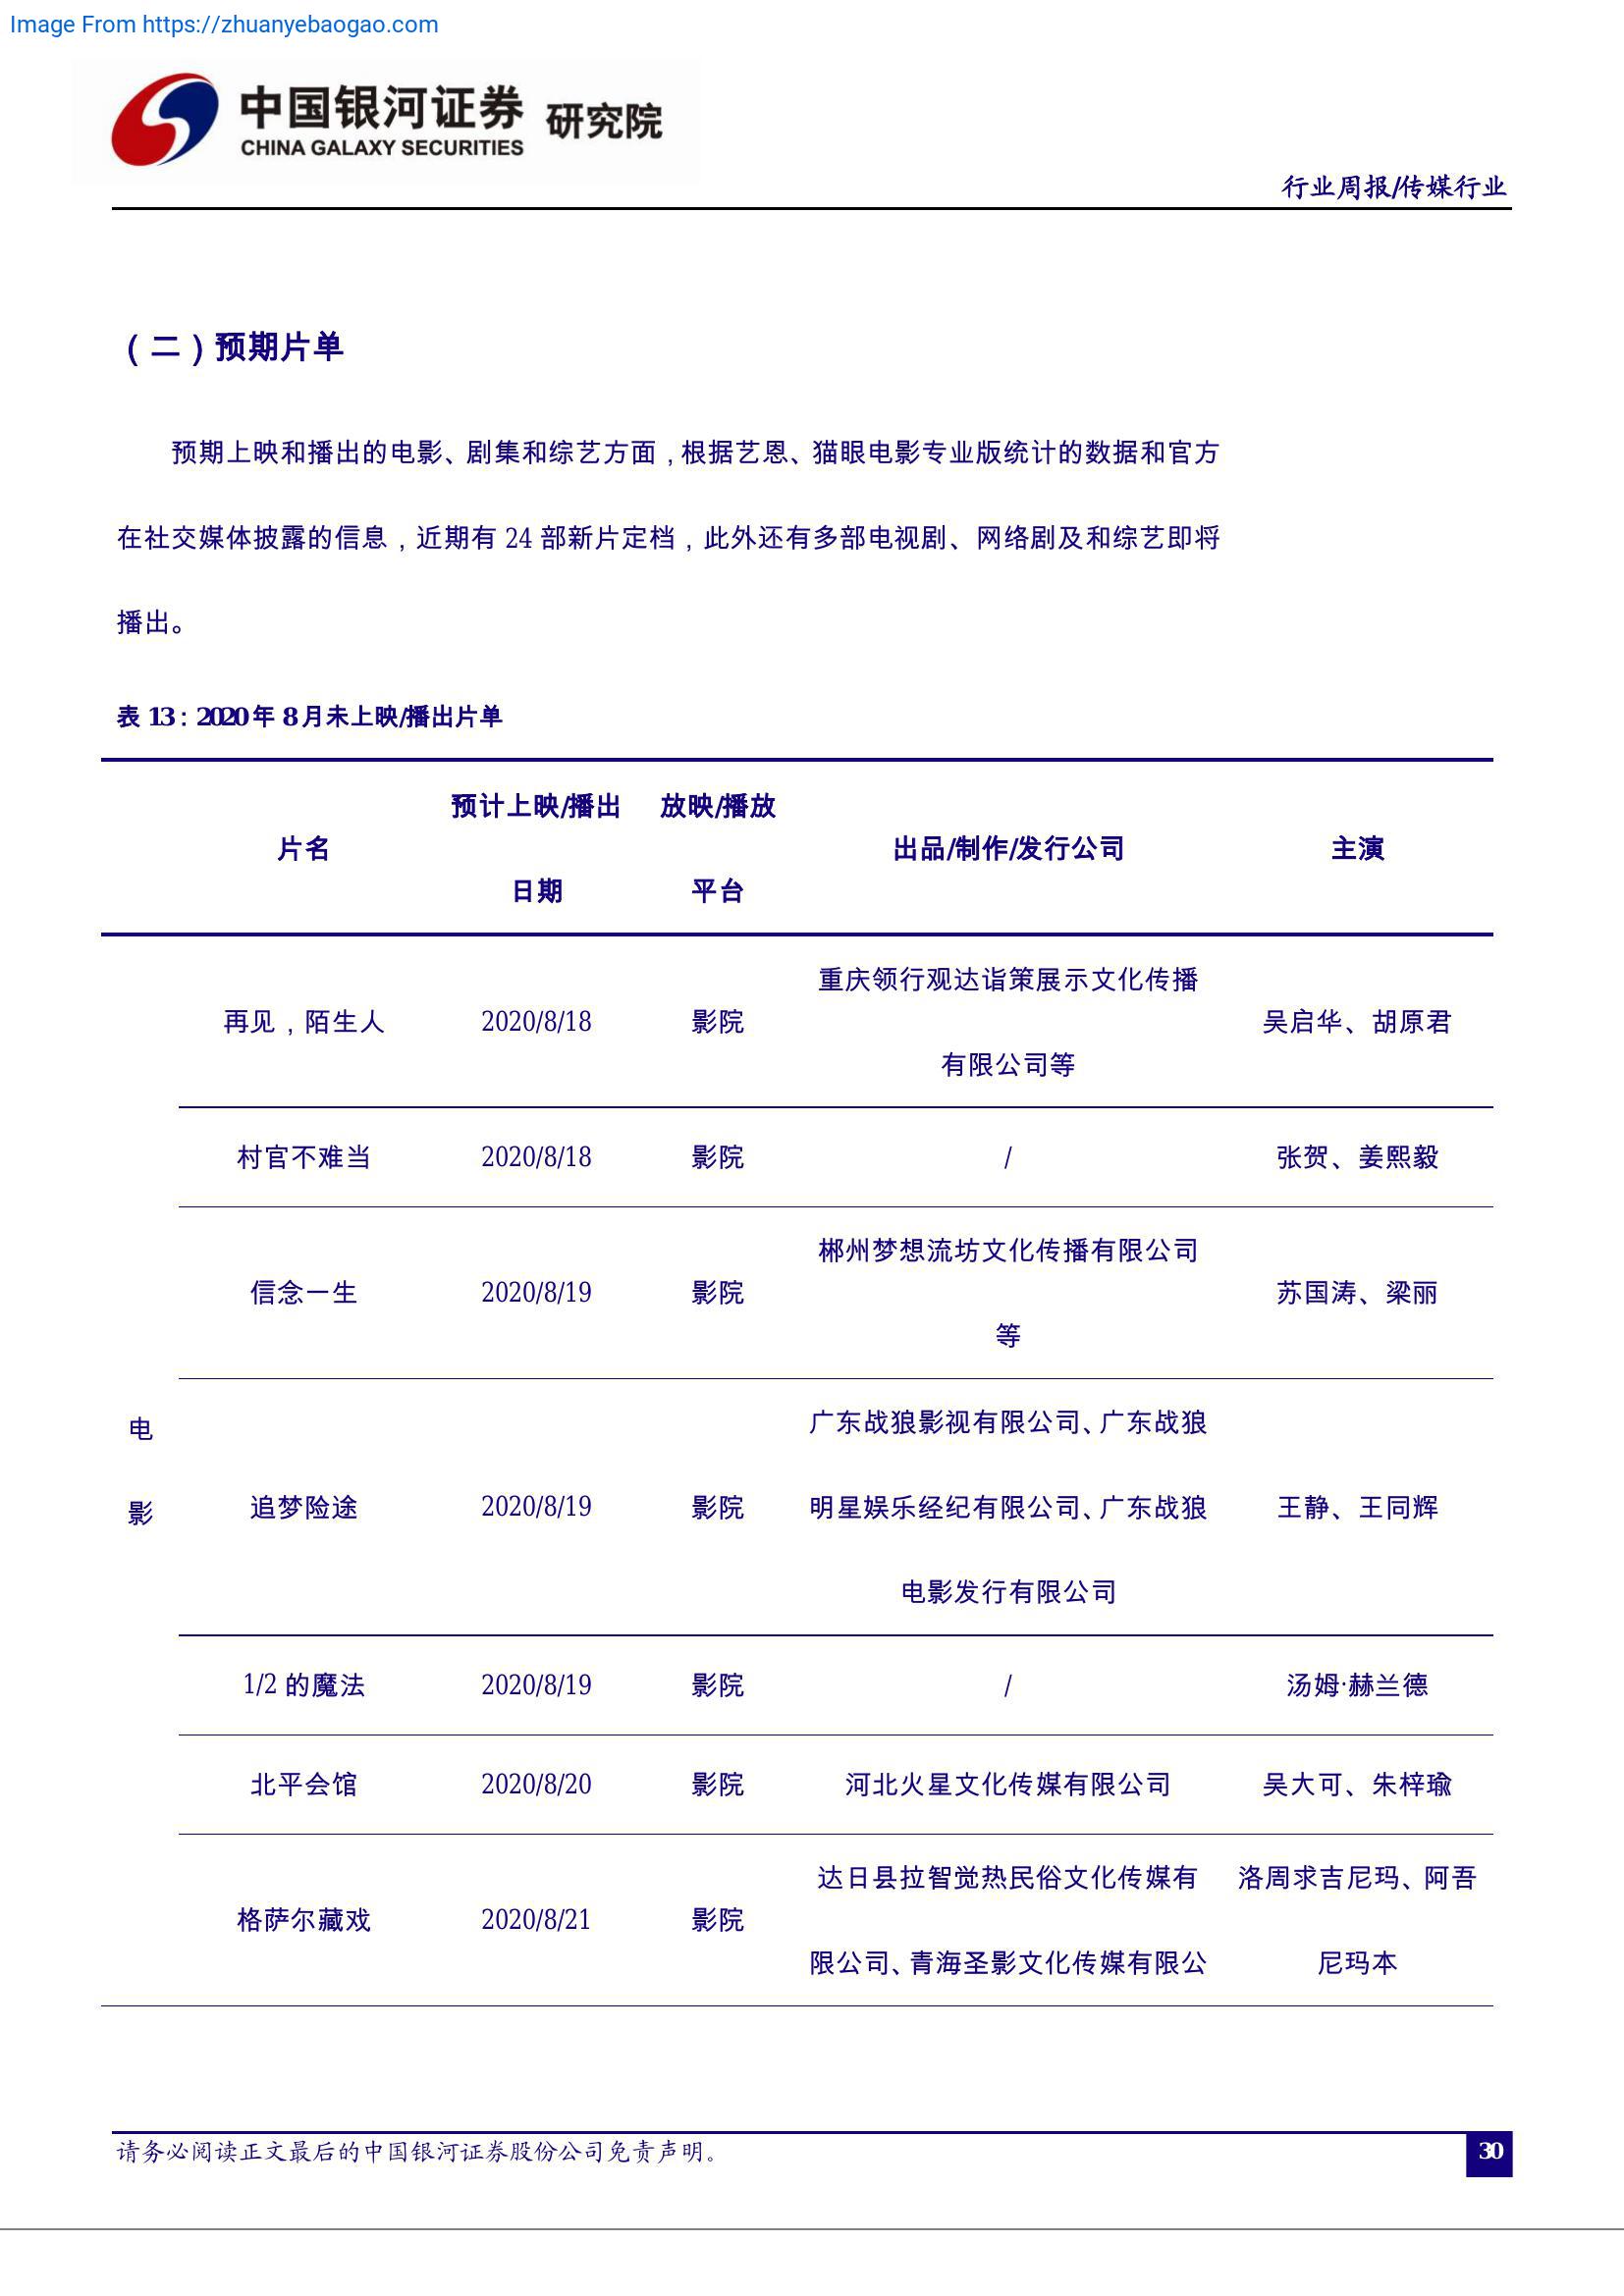 Image From https://zhuanyebaogao.com
中国银河证券 研究院
CHINA GALAXY SECURITIES
行业周报/传媒行业
（二）预期片单
预期上映和播出的电影、剧集和综艺方面，根据艺恩、猫眼电影专业版统计的数据和官方
在社交媒体披露的信息，近期有 24 部新片定档，此外还有多部电视剧、网络剧及和综艺即将
播出。
表 13：2020 年 8 月未上映/播出片单
预计上映/播出 放映/播放
片名 出品/制作/发行公司 主演
日期 平台
重庆领行观达诣策展示文化传播
再见，陌生人 2020/8/18 影院 吴启华、胡原君
有限公司等
村官不难当 2020/8/18 影院 / 张贺、姜熙毅
郴州梦想流坊文化传播有限公司
信念一生 2020/8/19 影院 苏国涛、梁丽
等
广东战狼影视有限公司、广东战狼
电
追梦险途 2020/8/19 影院 明星娱乐经纪有限公司、广东战狼 王静、王同辉
影
电影发行有限公司
1/2 的魔法 2020/8/19 影院 / 汤姆·赫兰德
北平会馆 2020/8/20 影院 河北火星文化传媒有限公司 吴大可、朱梓瑜
达日县拉智觉热民俗文化传媒有 洛周求吉尼玛、阿吾
格萨尔藏戏 2020/8/21 影院
限公司、青海圣影文化传媒有限公 尼玛本
请务必阅读正文最后的中国银河证券股份公司免责声明。 30